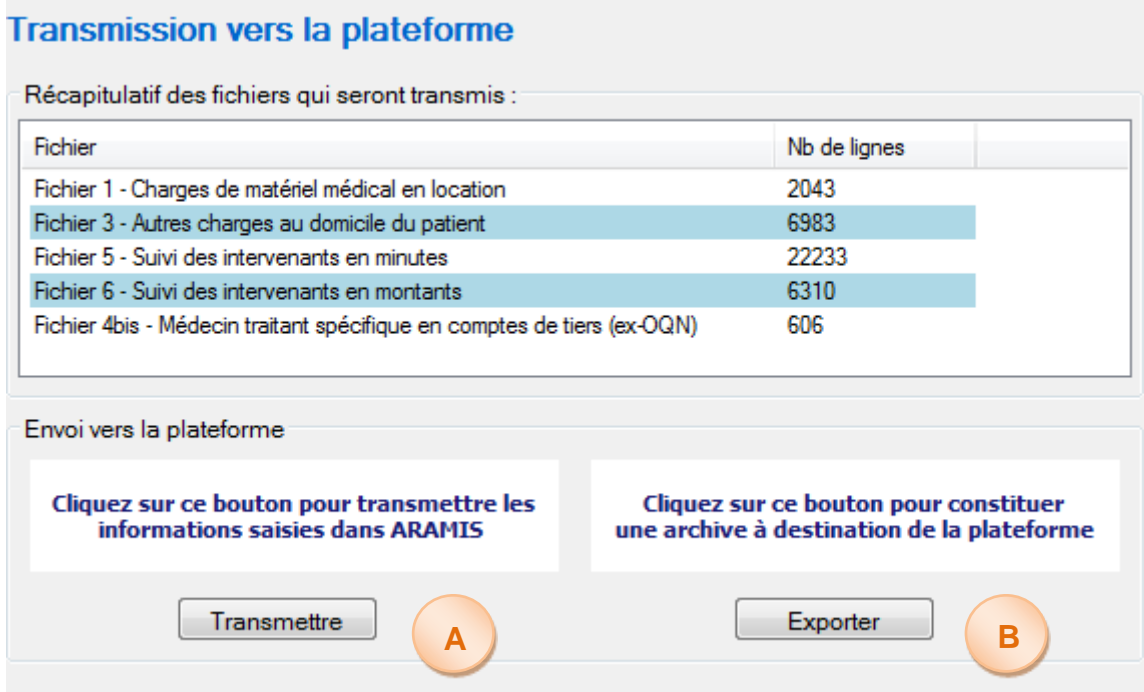 Transmission vers la plateforme
Récapitulatif des fichiers qui seront transmis :
Fichier Nb de lignes
Fichier 1 - Charges de matériel médical en location 2043
Fichier 3 - Autres charges au domicile du patient 6983
Fichier 5 - Suivi des intervenants en minutes 22233
Fichier 6 - Suivi des intervenants en montants 6310
Fichier 4bis - Médecin traitant spécifique en comptes de tiers (ex-OQN) 606
Envoi vers la plateforme
Cliquez sur ce bouton pour transmettre les
informations saisies dans ARAMIS
Cliquez sur ce bouton pour constituer
une archive à destination de la plateforme
Transmettre
A
Exporter
B